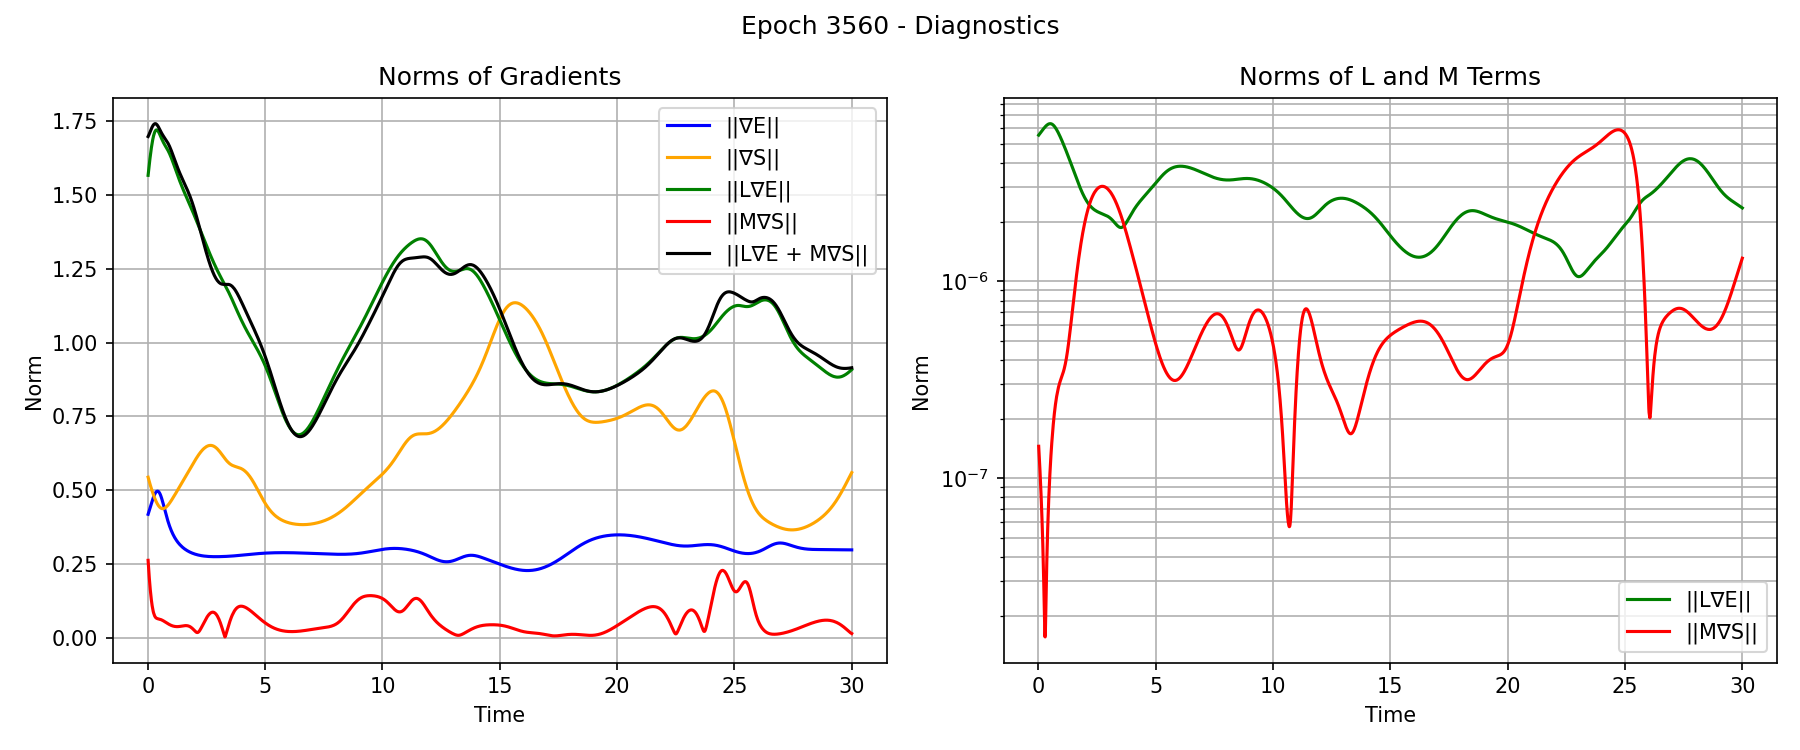 Epoch 3560 - Diagnostics
Norms of Gradients
1.75
1.50
1.25
1.00
0.75
0.50
0.25
0.00
Norm
0 5 10 15 20 25 30
Time
||∇E||
||∇S||
||L∇E||
||M∇S||
||L∇E + M∇S||
Norms of L and M Terms
10⁻⁶
10⁻⁷
Norm
0 5 10 15 20 25 30
Time
||L∇E||
||M∇S||